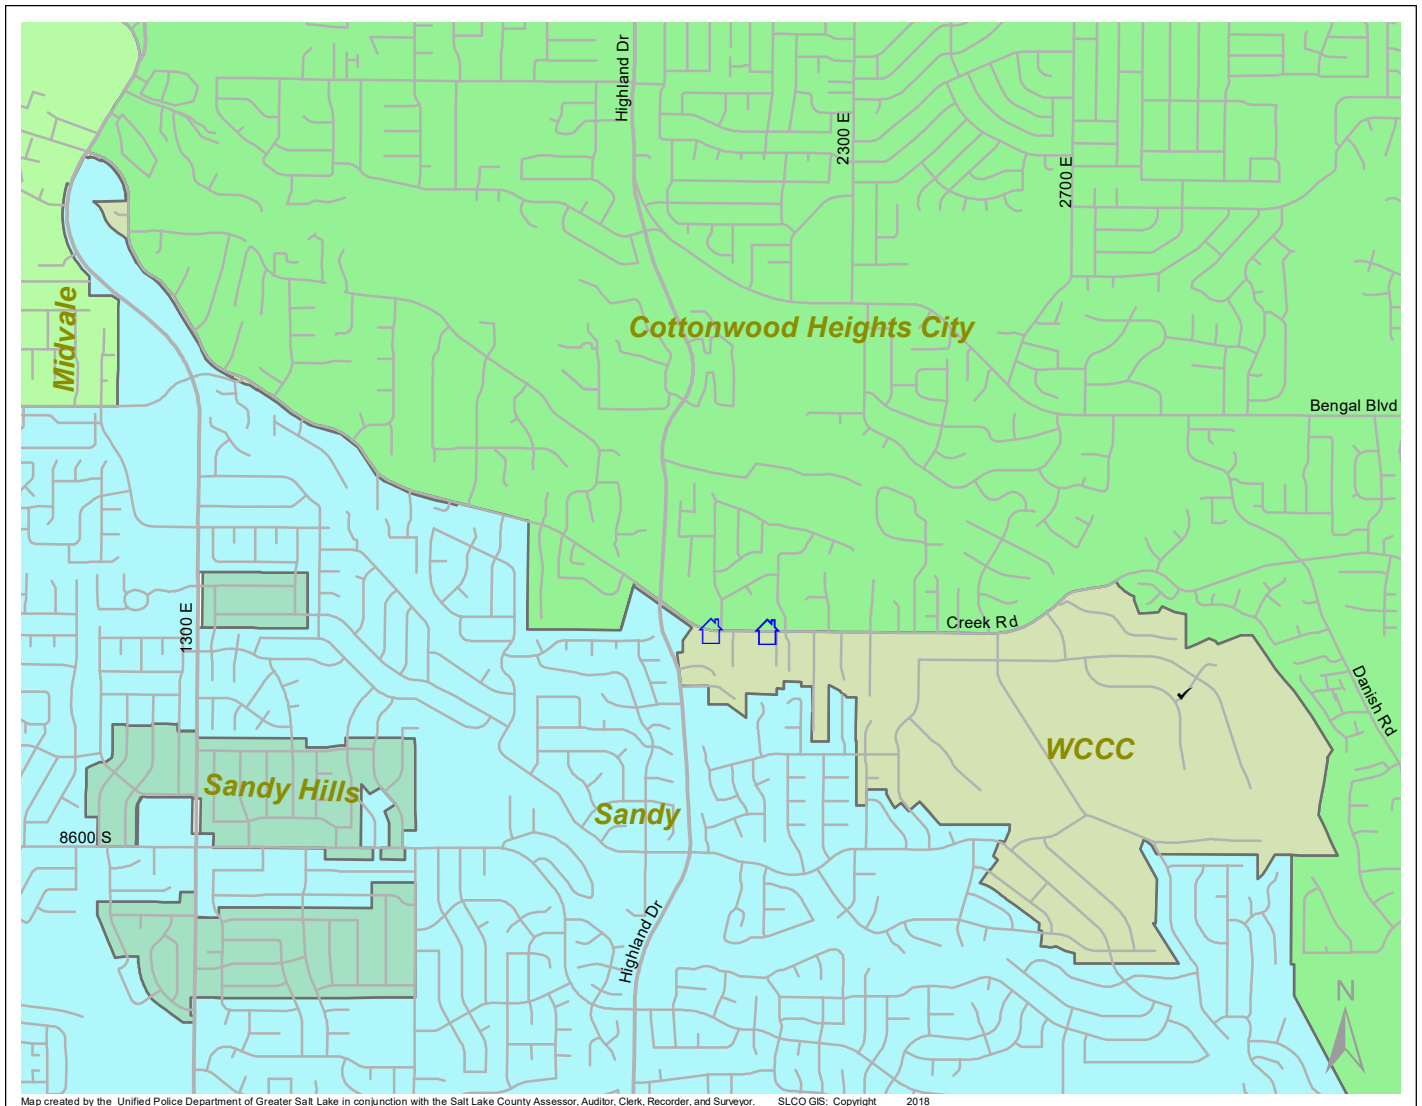 Highland Dr
2300 E
2700 E
Midvale
Cottonwood Heights City
Bengal Blvd
1300 E
Creek Rd
Danish Rd
WCCC
Sandy Hills
Sandy
8600 S
Highland Dr
N
Map created by the Unified Police Department of Greater Salt Lake in conjunction with the Salt Lake County Assessor, Auditor, Clerk, Recorder, and Surveyor. SLCO GIS: Copyright 2018